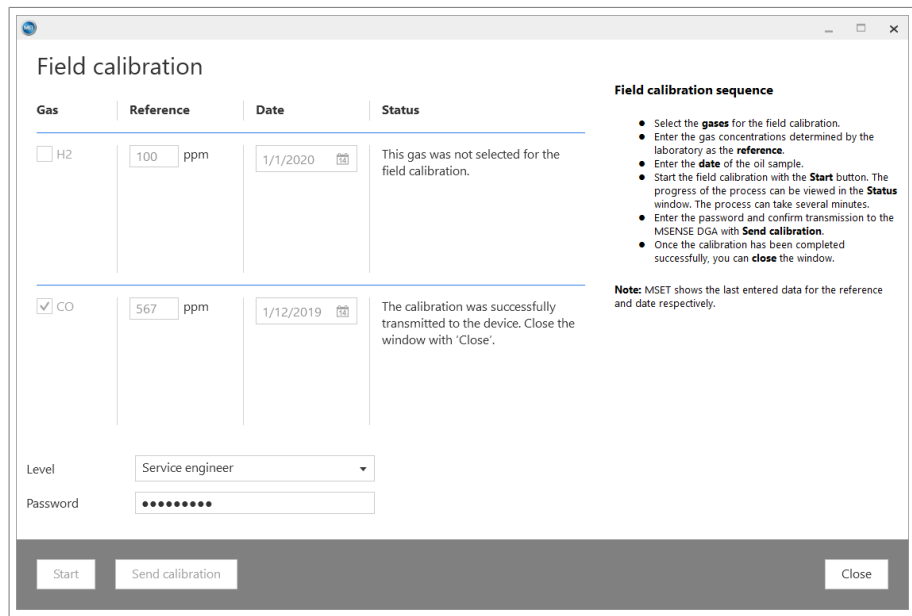 Field calibration
Gas
Reference
Date
Status
H2
100
ppm
1/1/2020
14
This gas was not selected for the
field calibration.
CO
567
ppm
1/12/2019
14
The calibration was successfully
transmitted to the device. Close the
window with ‘Close’.
Level
Service engineer
Password
●●●●●●●●●
Start
Send calibration
Close
Field calibration sequence
● Select the gases for the field calibration.
● Enter the gas concentrations determined by the
laboratory as the reference.
● Enter the date of the oil sample.
● Start the field calibration with the Start button. The
progress of the process can be viewed in the Status
window. The process can take several minutes.
● Enter the password and confirm transmission to the
MSENSE DGA with Send calibration.
● Once the calibration has been completed
successfully, you can close the window.
Note: MSET shows the last entered data for the reference
and date respectively.